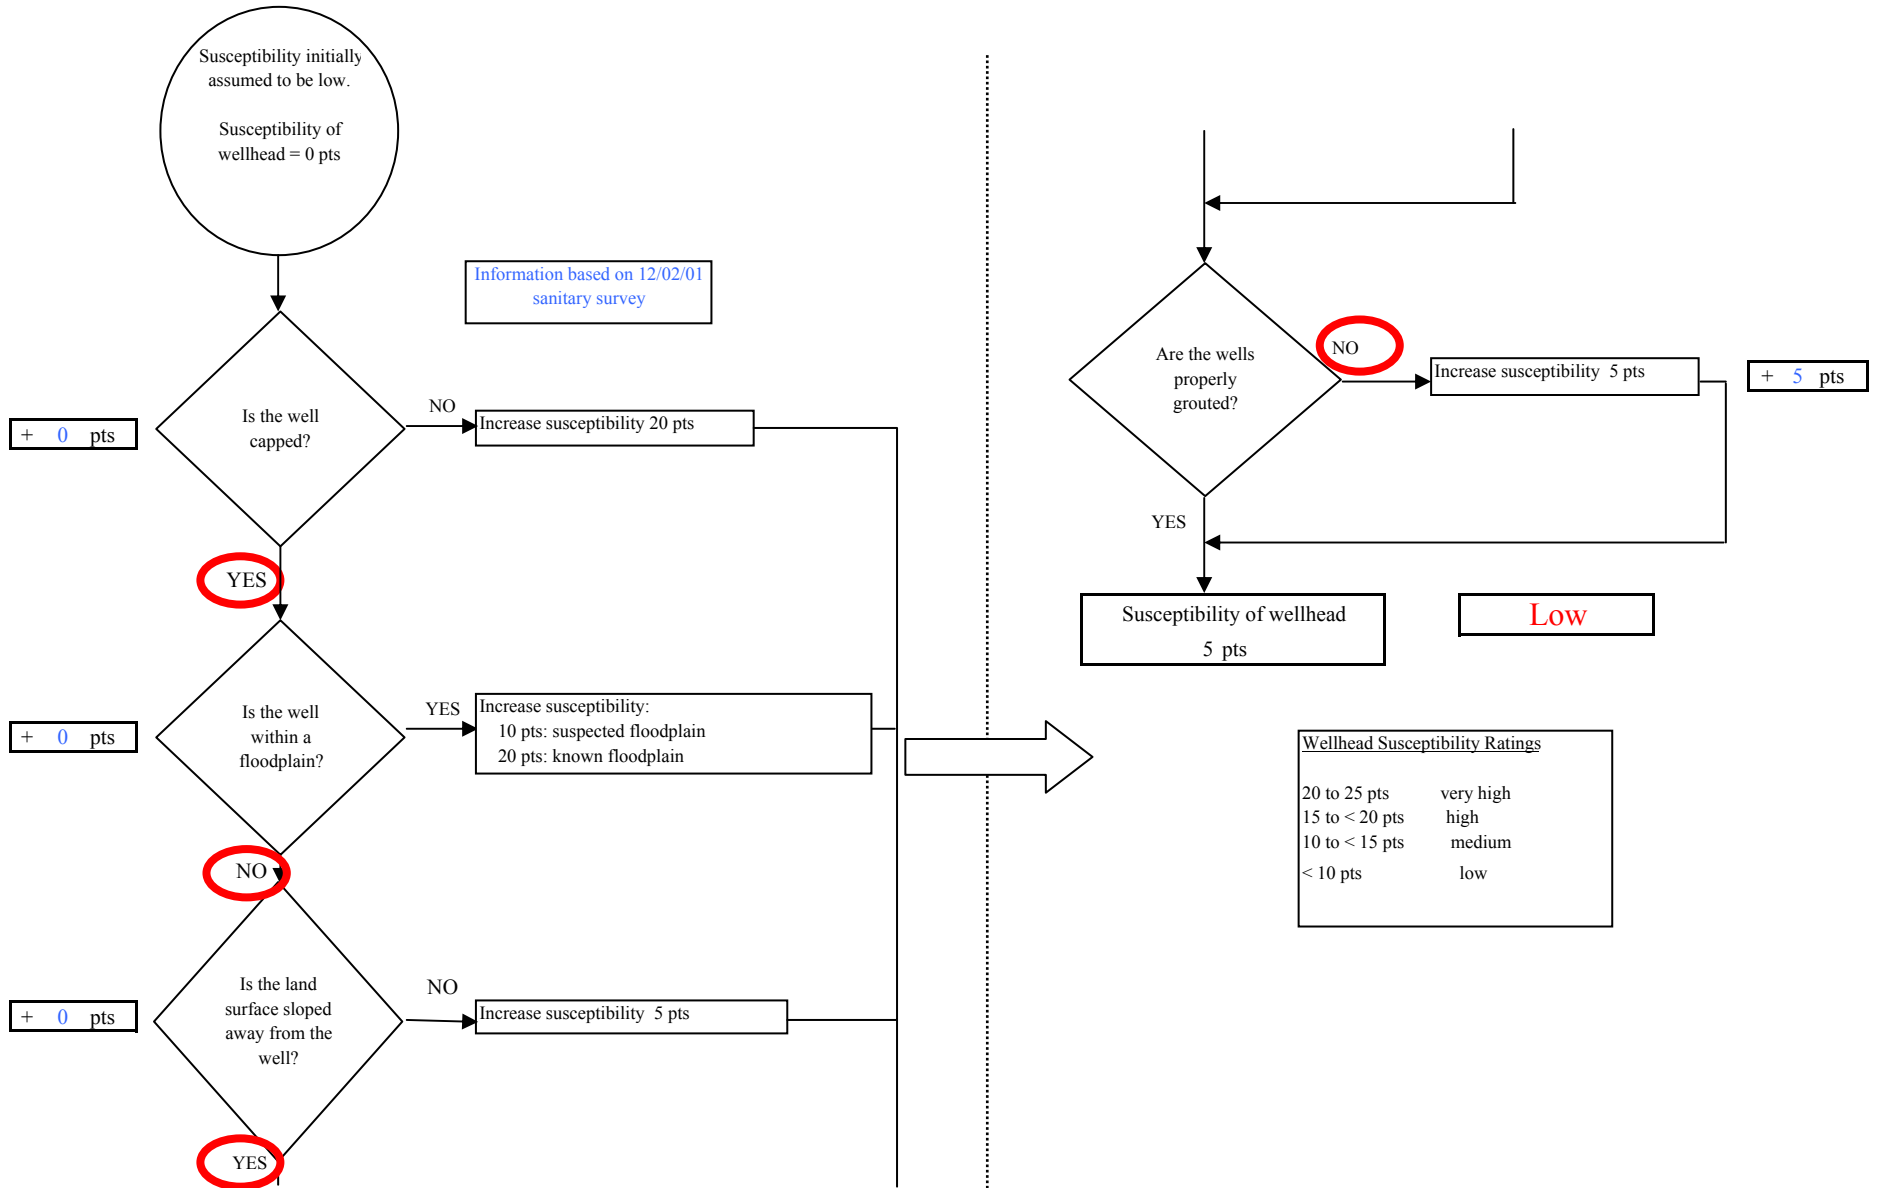 Susceptibility initially
assumed to be low.
Susceptibility of
wellhead = 0 pts
Information based on 12/02/01
sanitary survey
+ 0 pts
Is the well
capped?
NO
Increase susceptibility 20 pts
YES
+ 0 pts
Is the well
within a
floodplain?
YES
Increase susceptibility:
10 pts: suspected floodplain
20 pts: known floodplain
NO
+ 0 pts
Is the land
surface sloped
away from the
well?
NO
Increase susceptibility 5 pts
YES
Are the wells
properly
grouted?
NO
Increase susceptibility 5 pts
+ 5 pts
YES
Susceptibility of wellhead
5 pts
Low
Wellhead Susceptibility Ratings
20 to 25 pts very high
15 to < 20 pts high
10 to < 15 pts medium
< 10 pts low